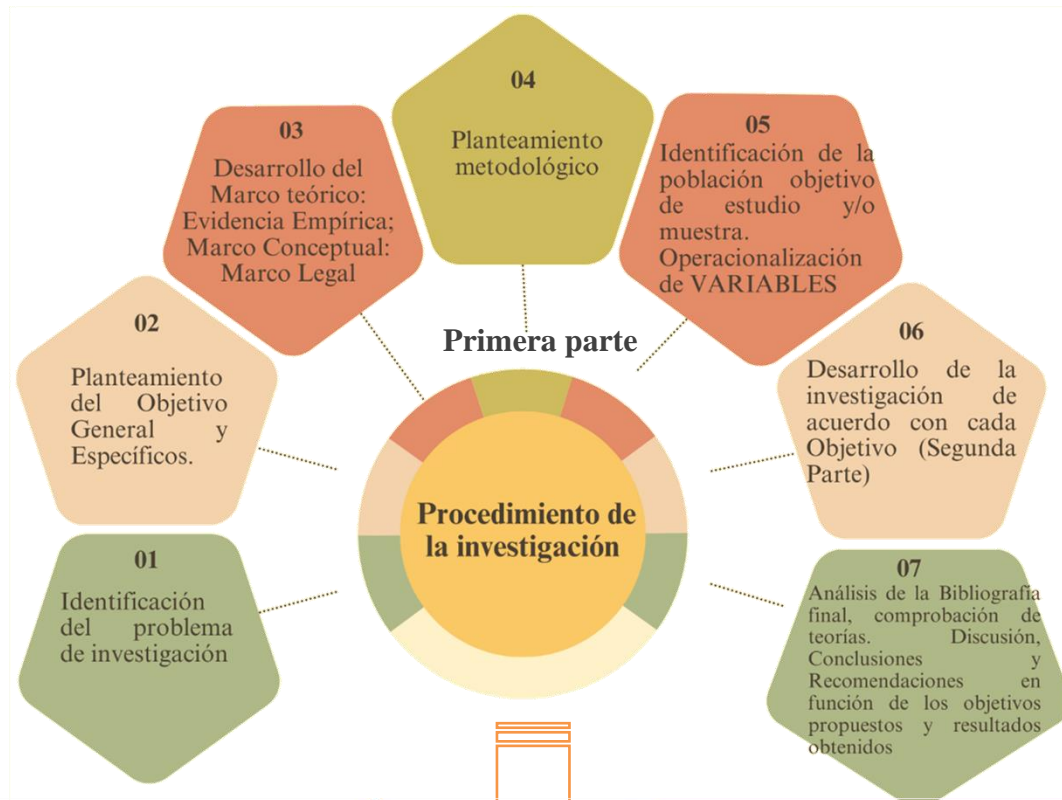 01
Identificación
del problema
de investigación
02
Planteamiento
del Objetivo
General y
Específicos.
03
Desarrollo del
Marco teórico:
Evidencia Empírica;
Marco Conceptual:
Marco Legal
04
Planteamiento
metodológico
05
Identificación de la
población objetivo
de estudio y/o
muestra.
Operacionalización
de VARIABLES
06
Desarrollo de la
investigación de
acuerdo con cada
Objetivo (Segunda
Parte)
07
Análisis de la Bibliografía
final, comprobación de
teorías. Discusión,
Conclusiones y
Recomendaciones en
función de los objetivos
propuestos y resultados
obtenidos
Primera parte
Procedimiento de
la investigación